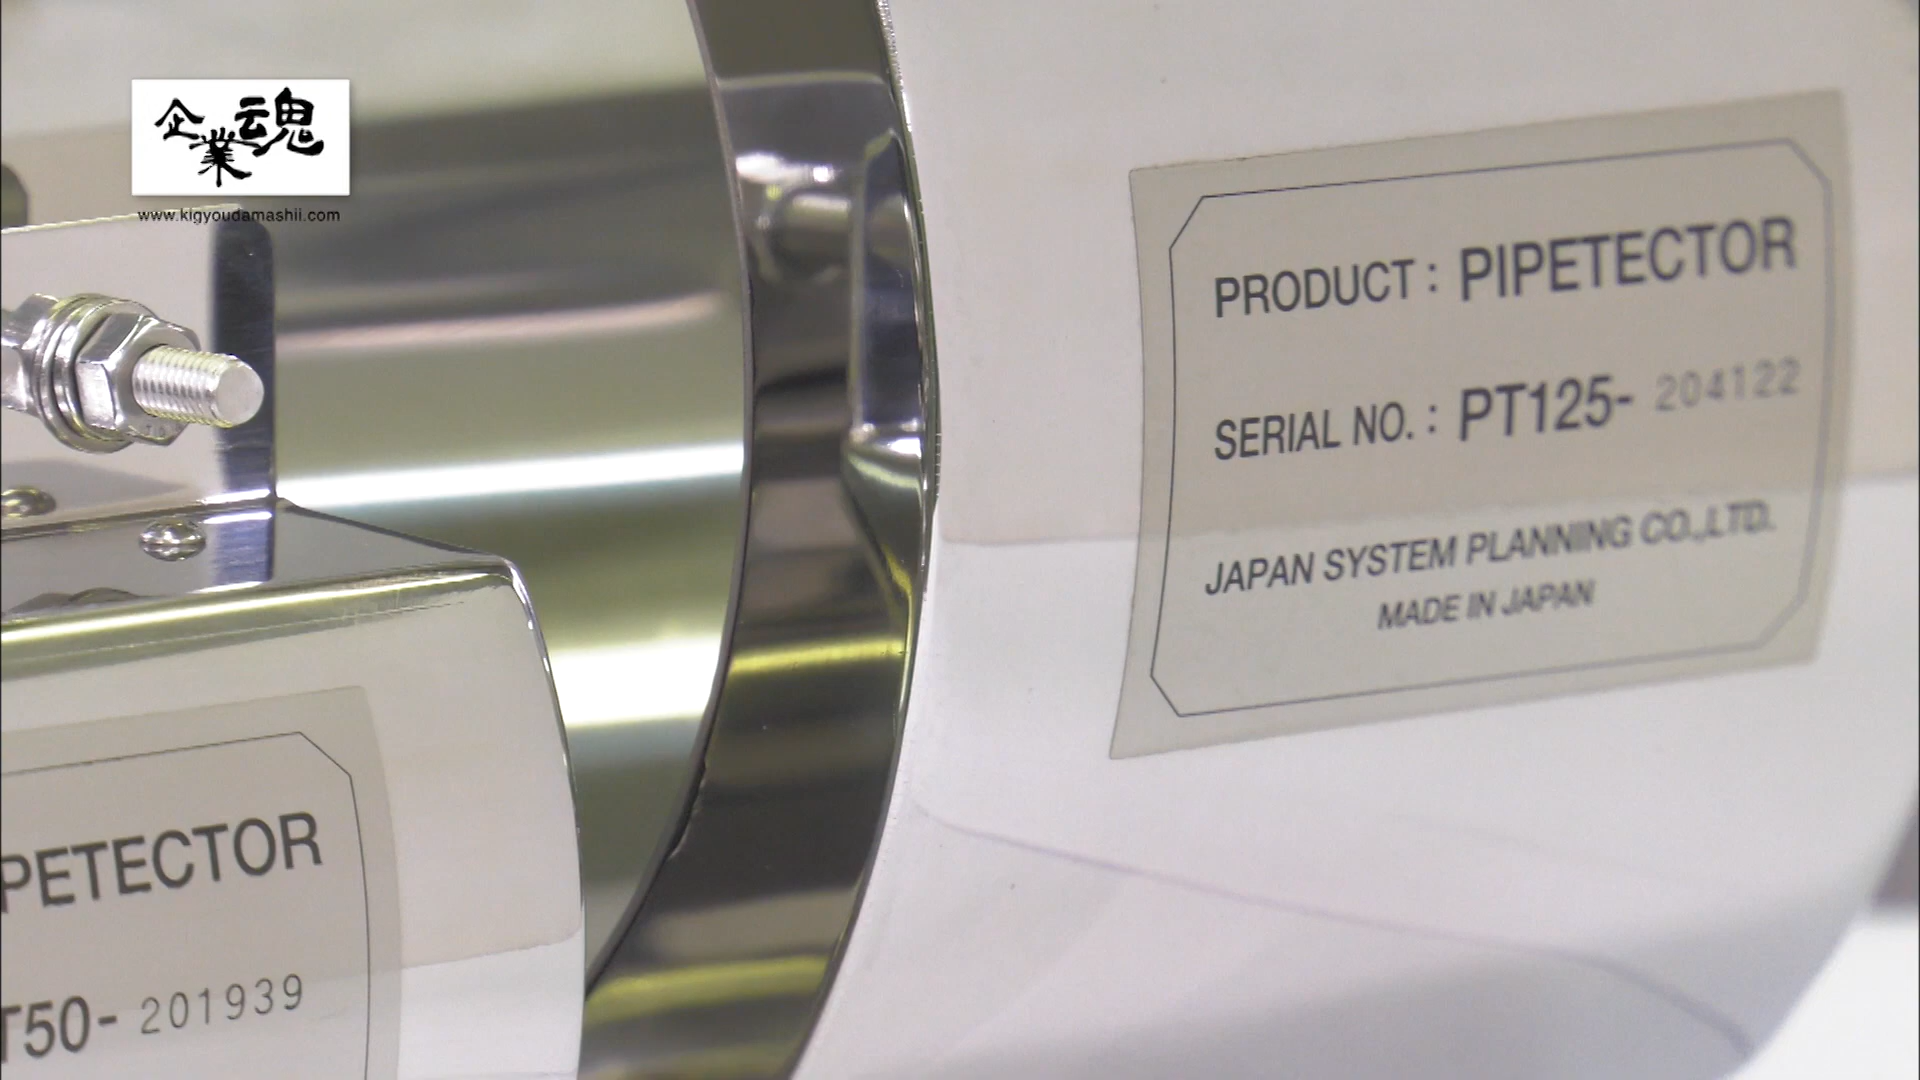 企業魂
www.kigyoudamashii.com
PRODUCT : PIPETECTOR
SERIAL NO. : PT125- 204122
JAPAN SYSTEM PLANNING CO.,LTD.
MADE IN JAPAN
PETECTOR
T50- 201939